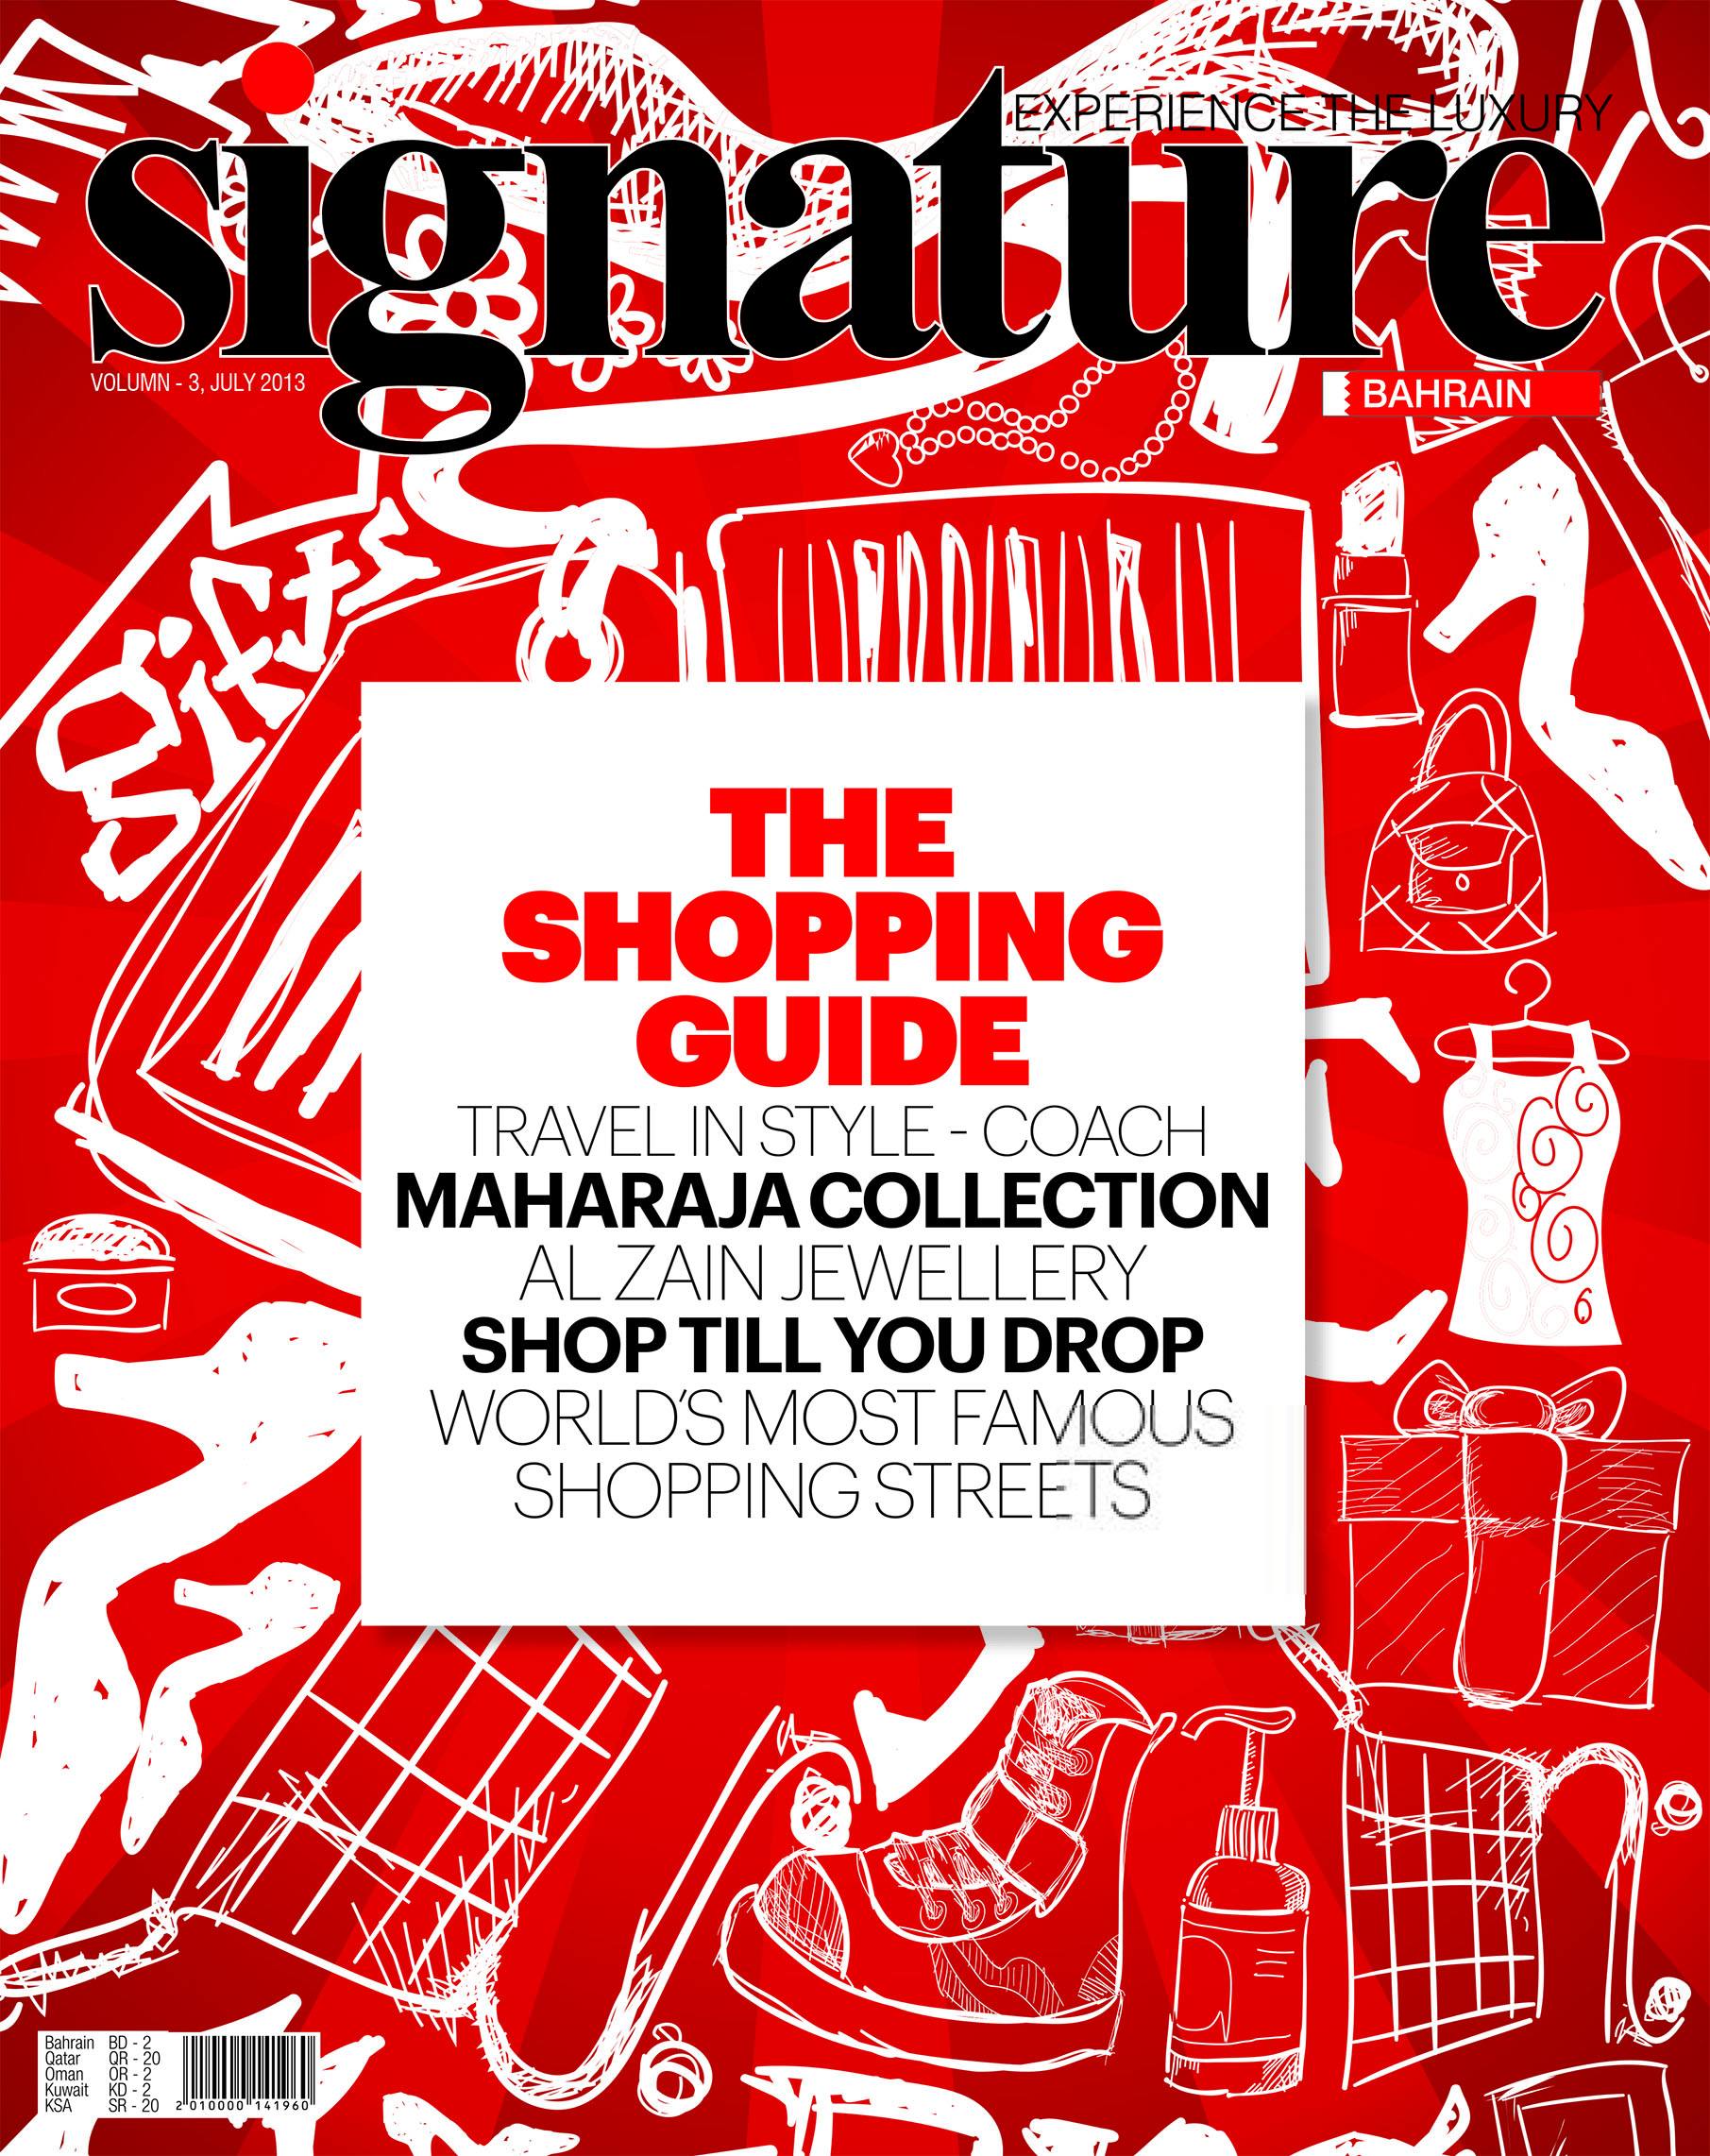 EXPERIENCE THE LUXURY
signature
VOLUMN - 3, JULY 2013
BAHRAIN
Gifts
THE
SHOPPING
GUIDE
TRAVEL IN STYLE - COACH
MAHARAJA COLLECTION
AL ZAIN JEWELLERY
SHOP TILL YOU DROP
WORLD'S MOST FAMOUS
SHOPPING STREETS
Bahrain BD - 2
Qatar QR - 20
Oman OR - 2
Kuwait KD - 2
KSA SR - 20
2 010000 141960